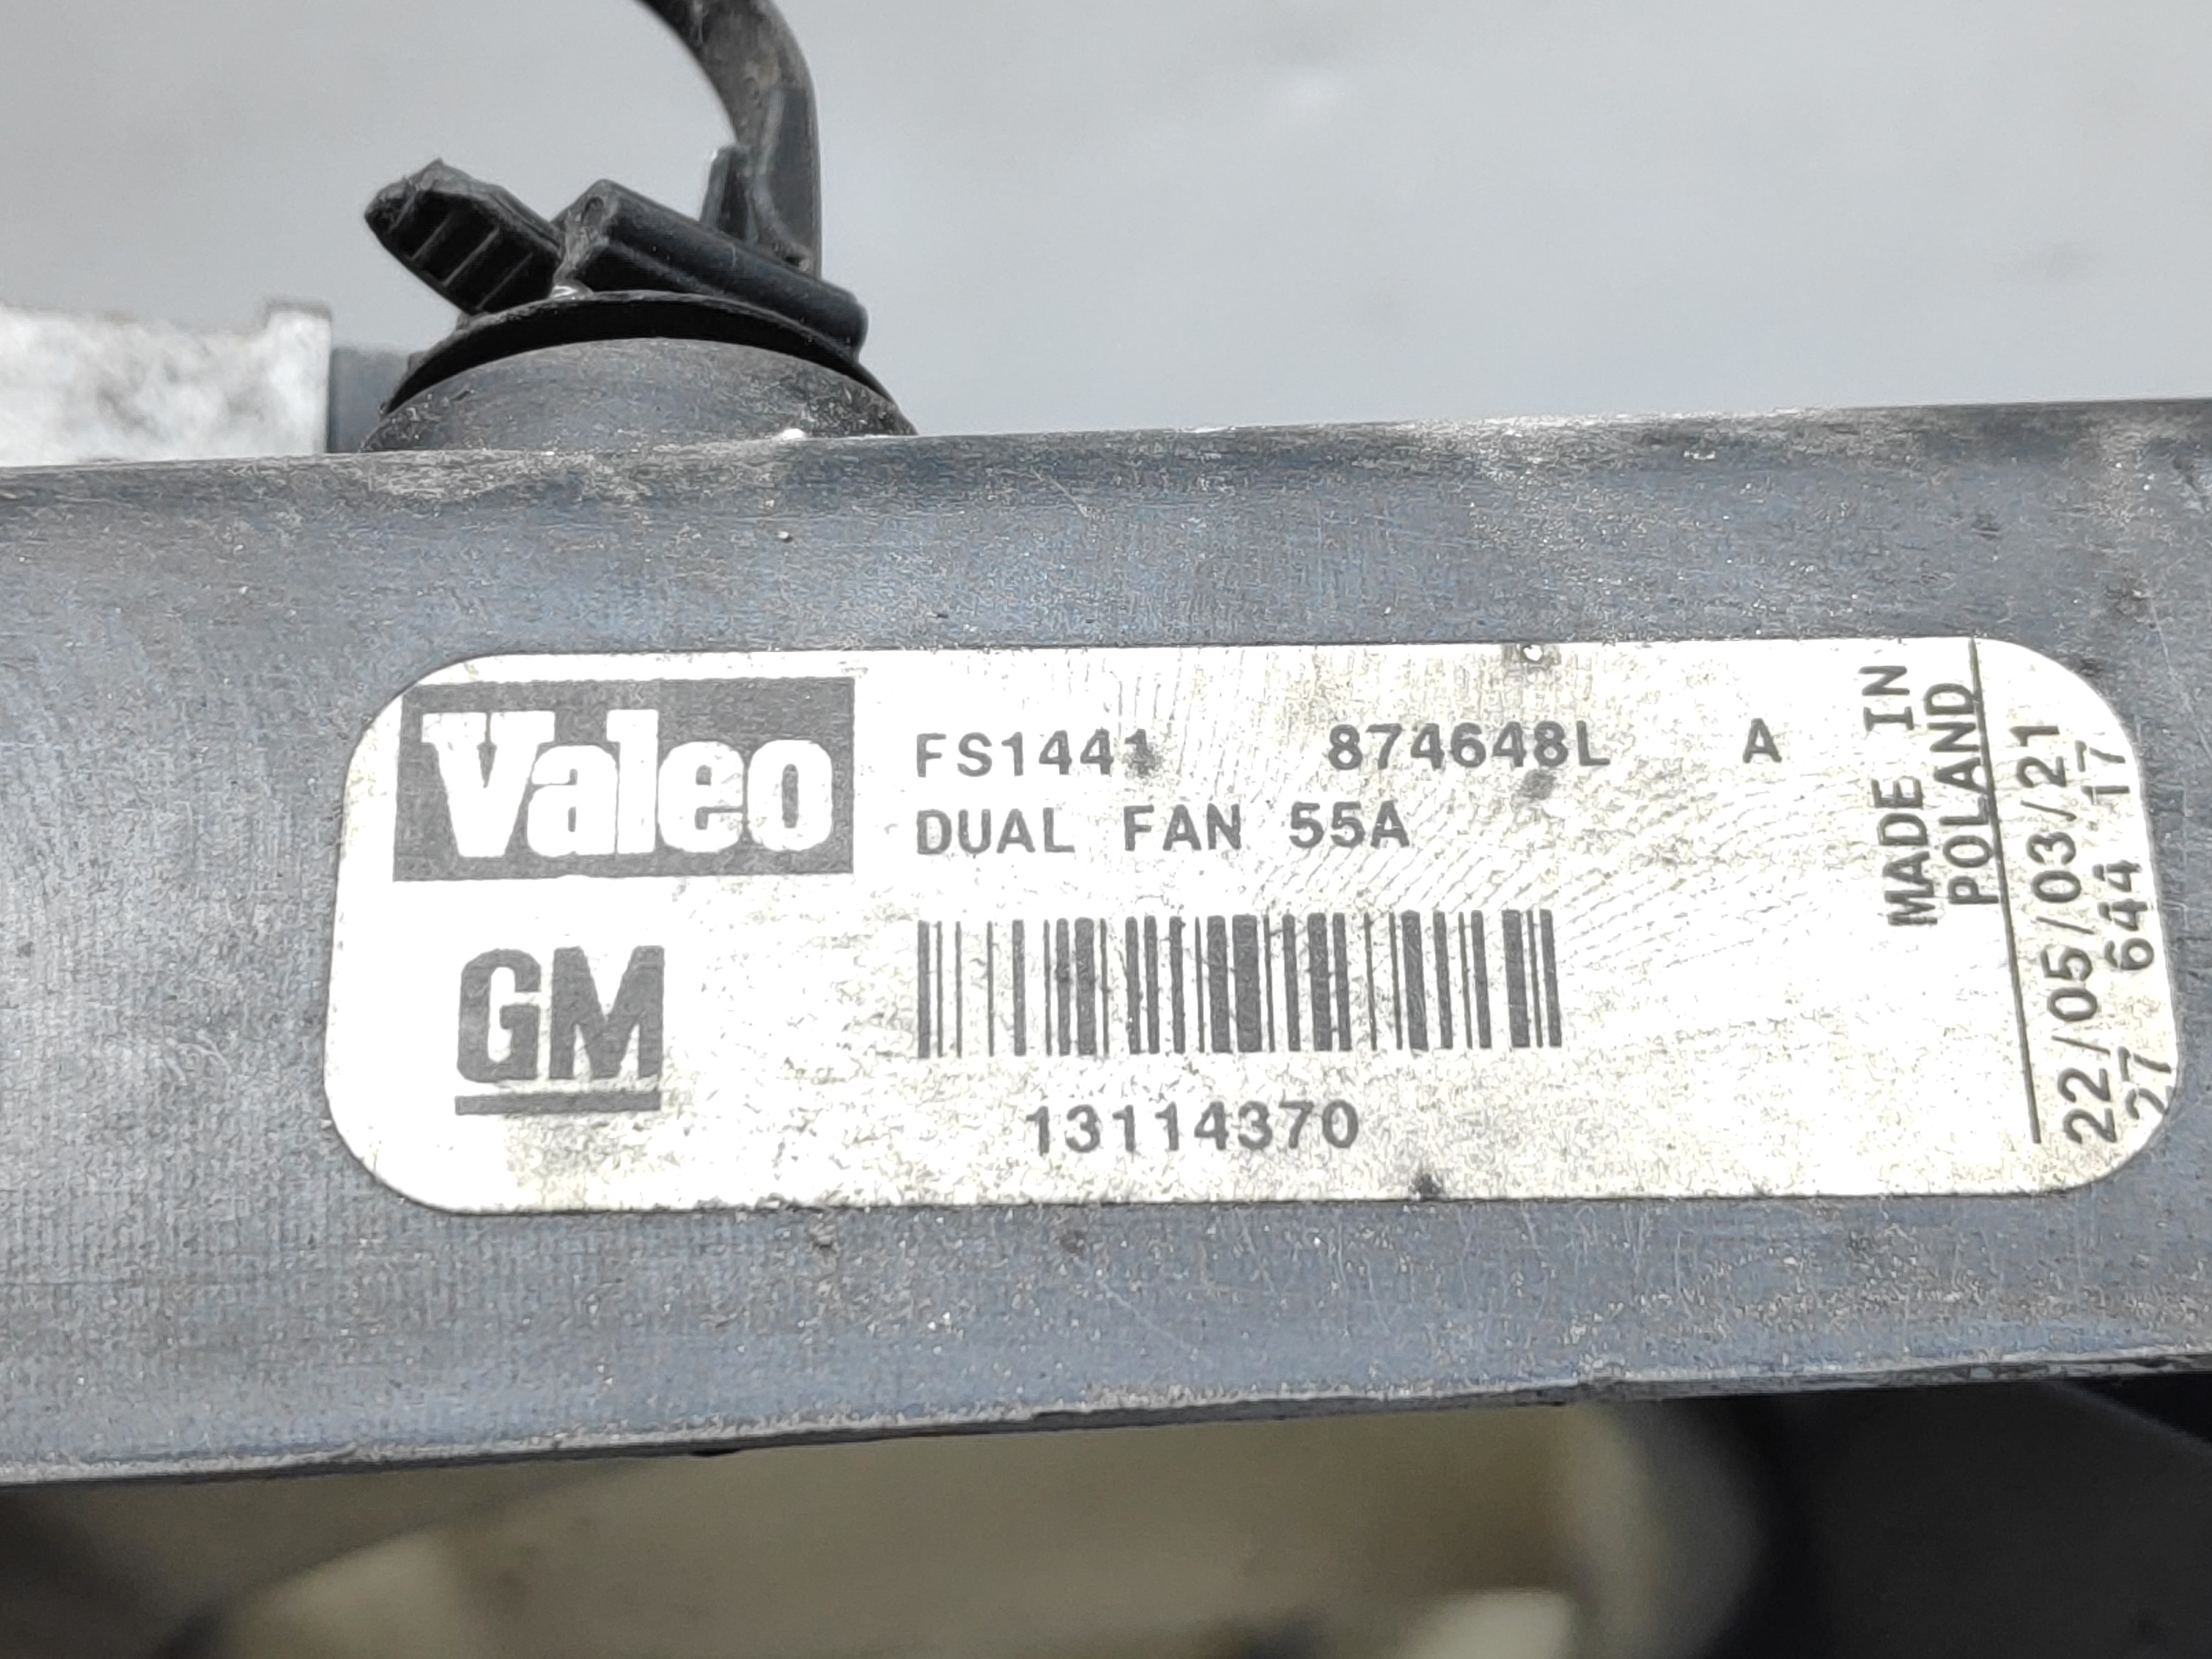 Valeo
FS1441 874648L A
DUAL FAN 55A
GM
13114370
MADE IN
POLAND
22/05/03/21
27 644 17